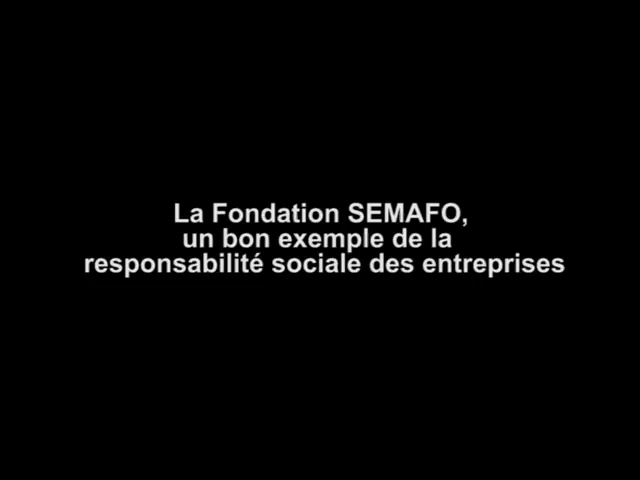 La Fondation SEMAFO,
un bon exemple de la
responsabilité sociale des entreprises